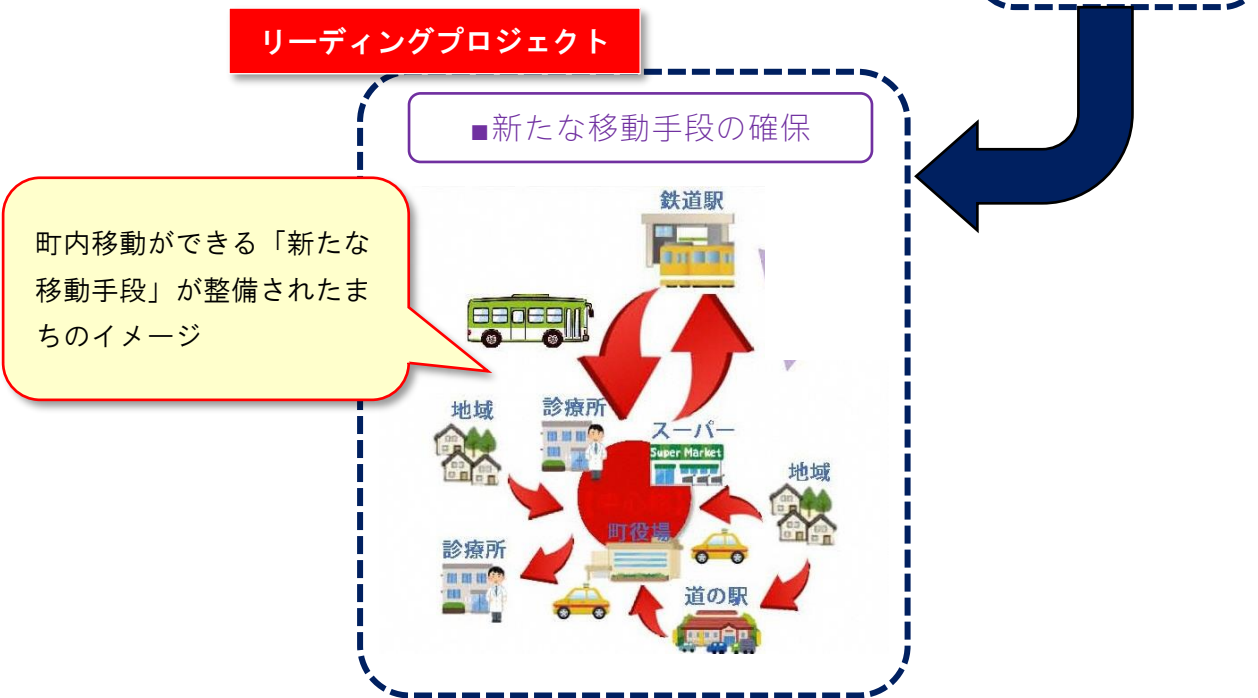 リーディングプロジェクト
■新たな移動手段の確保
町内移動ができる「新たな
移動手段」が整備されたま
ちのイメージ
鉄道駅
地域
診療所
スーパー
Super Market
地域
町役場
診療所
道の駅